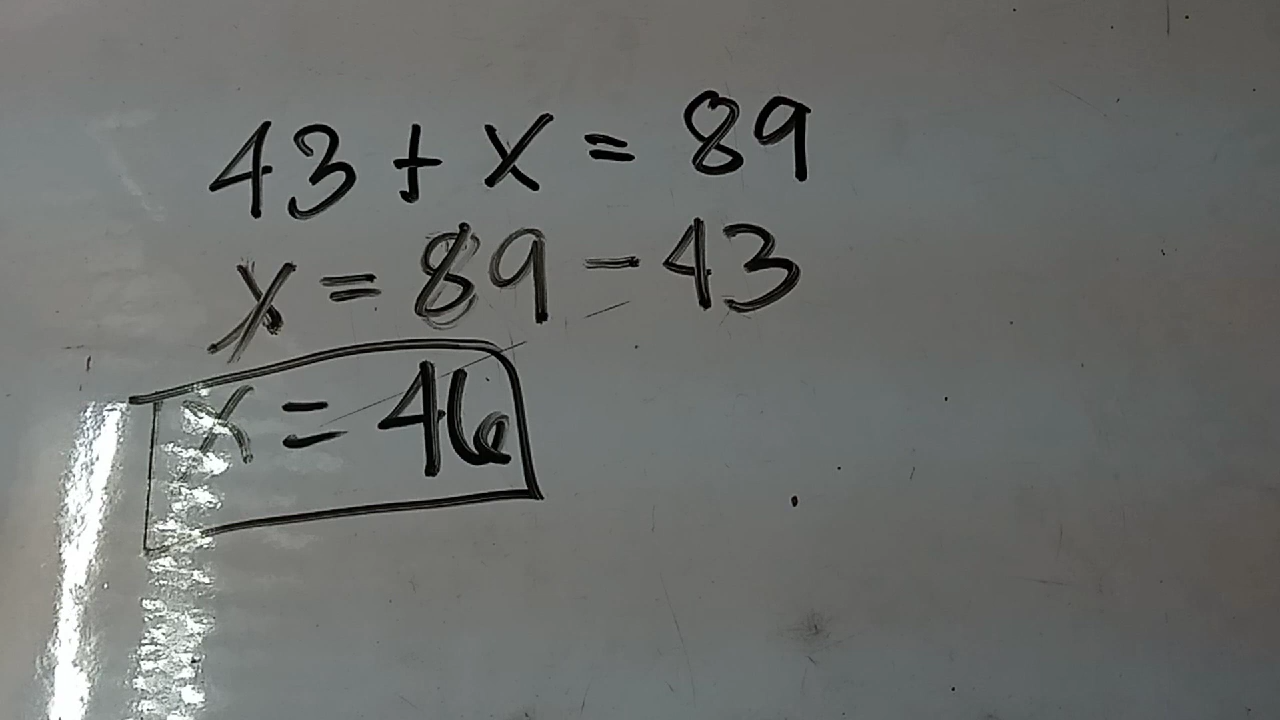 43 + x = 89
x = 89 - 43
x = 46